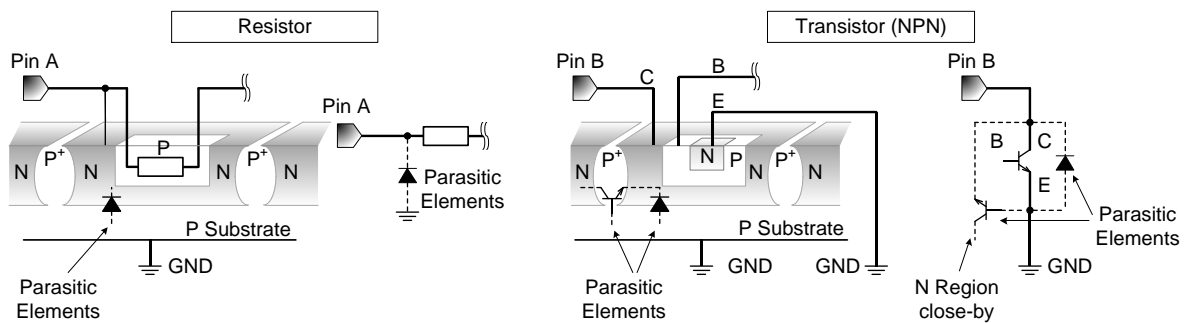 Resistor
Pin A
Pin A
N
P+
N
P
N
P+
N
Parasitic
Elements
P Substrate
GND
Parasitic
Elements
Transistor (NPN)
Pin B
C
B
E
N
P+
N
N
P
N
P+
N
P Substrate
GND
GND
Parasitic
Elements
Pin B
B
C
E
Parasitic
Elements
GND
N Region
close-by